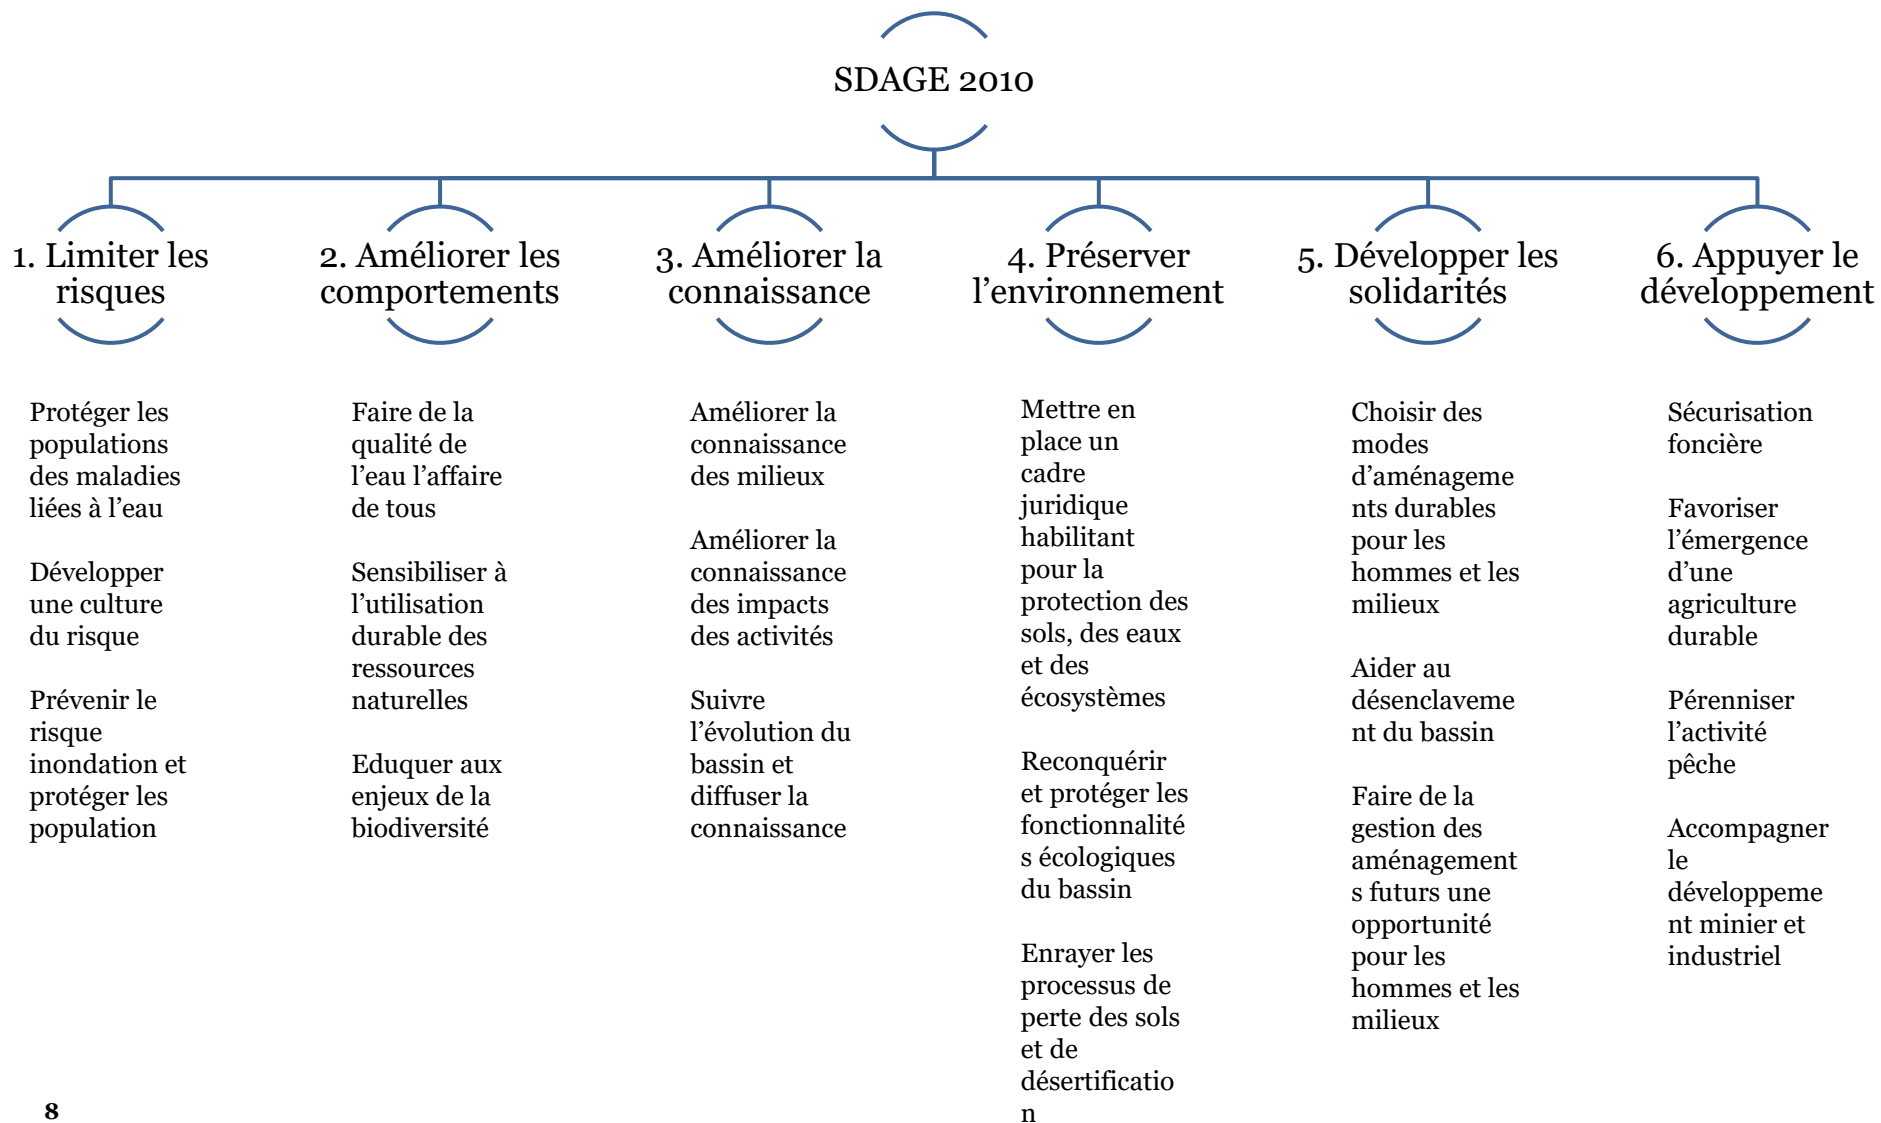 SDAGE 2010
1. Limiter les
risques
2. Améliorer les
comportements
3. Améliorer la
connaissance
4. Préserver
l’environnement
5. Développer les
solidarités
6. Appuyer le
développement
Protéger les
populations
des maladies
liées à l’eau
Développer
une culture
du risque
Prévenir le
risque
inondation et
protéger les
population
Faire de la
qualité de
l’eau l’affaire
de tous
Sensibiliser à
l’utilisation
durable des
ressources
naturelles
Eduquer aux
enjeux de la
biodiversité
Améliorer la
connaissance
des milieux
Améliorer la
connaissance
des impacts
des activités
Suivre
l’évolution du
bassin et
diffuser la
connaissance
Mettre en
place un
cadre
juridique
habilitant
pour la
protection des
sols, des eaux
et des
écosystèmes
Reconquérir
et protéger les
fonctionnalité
s écologiques
du bassin
Enrayer les
processus de
perte des sols
et de
désertificatio
n
Choisir des
modes
d’aménageme
nts durables
pour les
hommes et les
milieux
Aider au
désenclaveme
nt du bassin
Faire de la
gestion des
aménagement
s futurs une
opportunité
pour les
hommes et les
milieux
Sécurisation
foncière
Favoriser
l’émergence
d’une
agriculture
durable
Pérenniser
l’activité
pêche
Accompagner
le
développeme
nt minier et
industriel
8